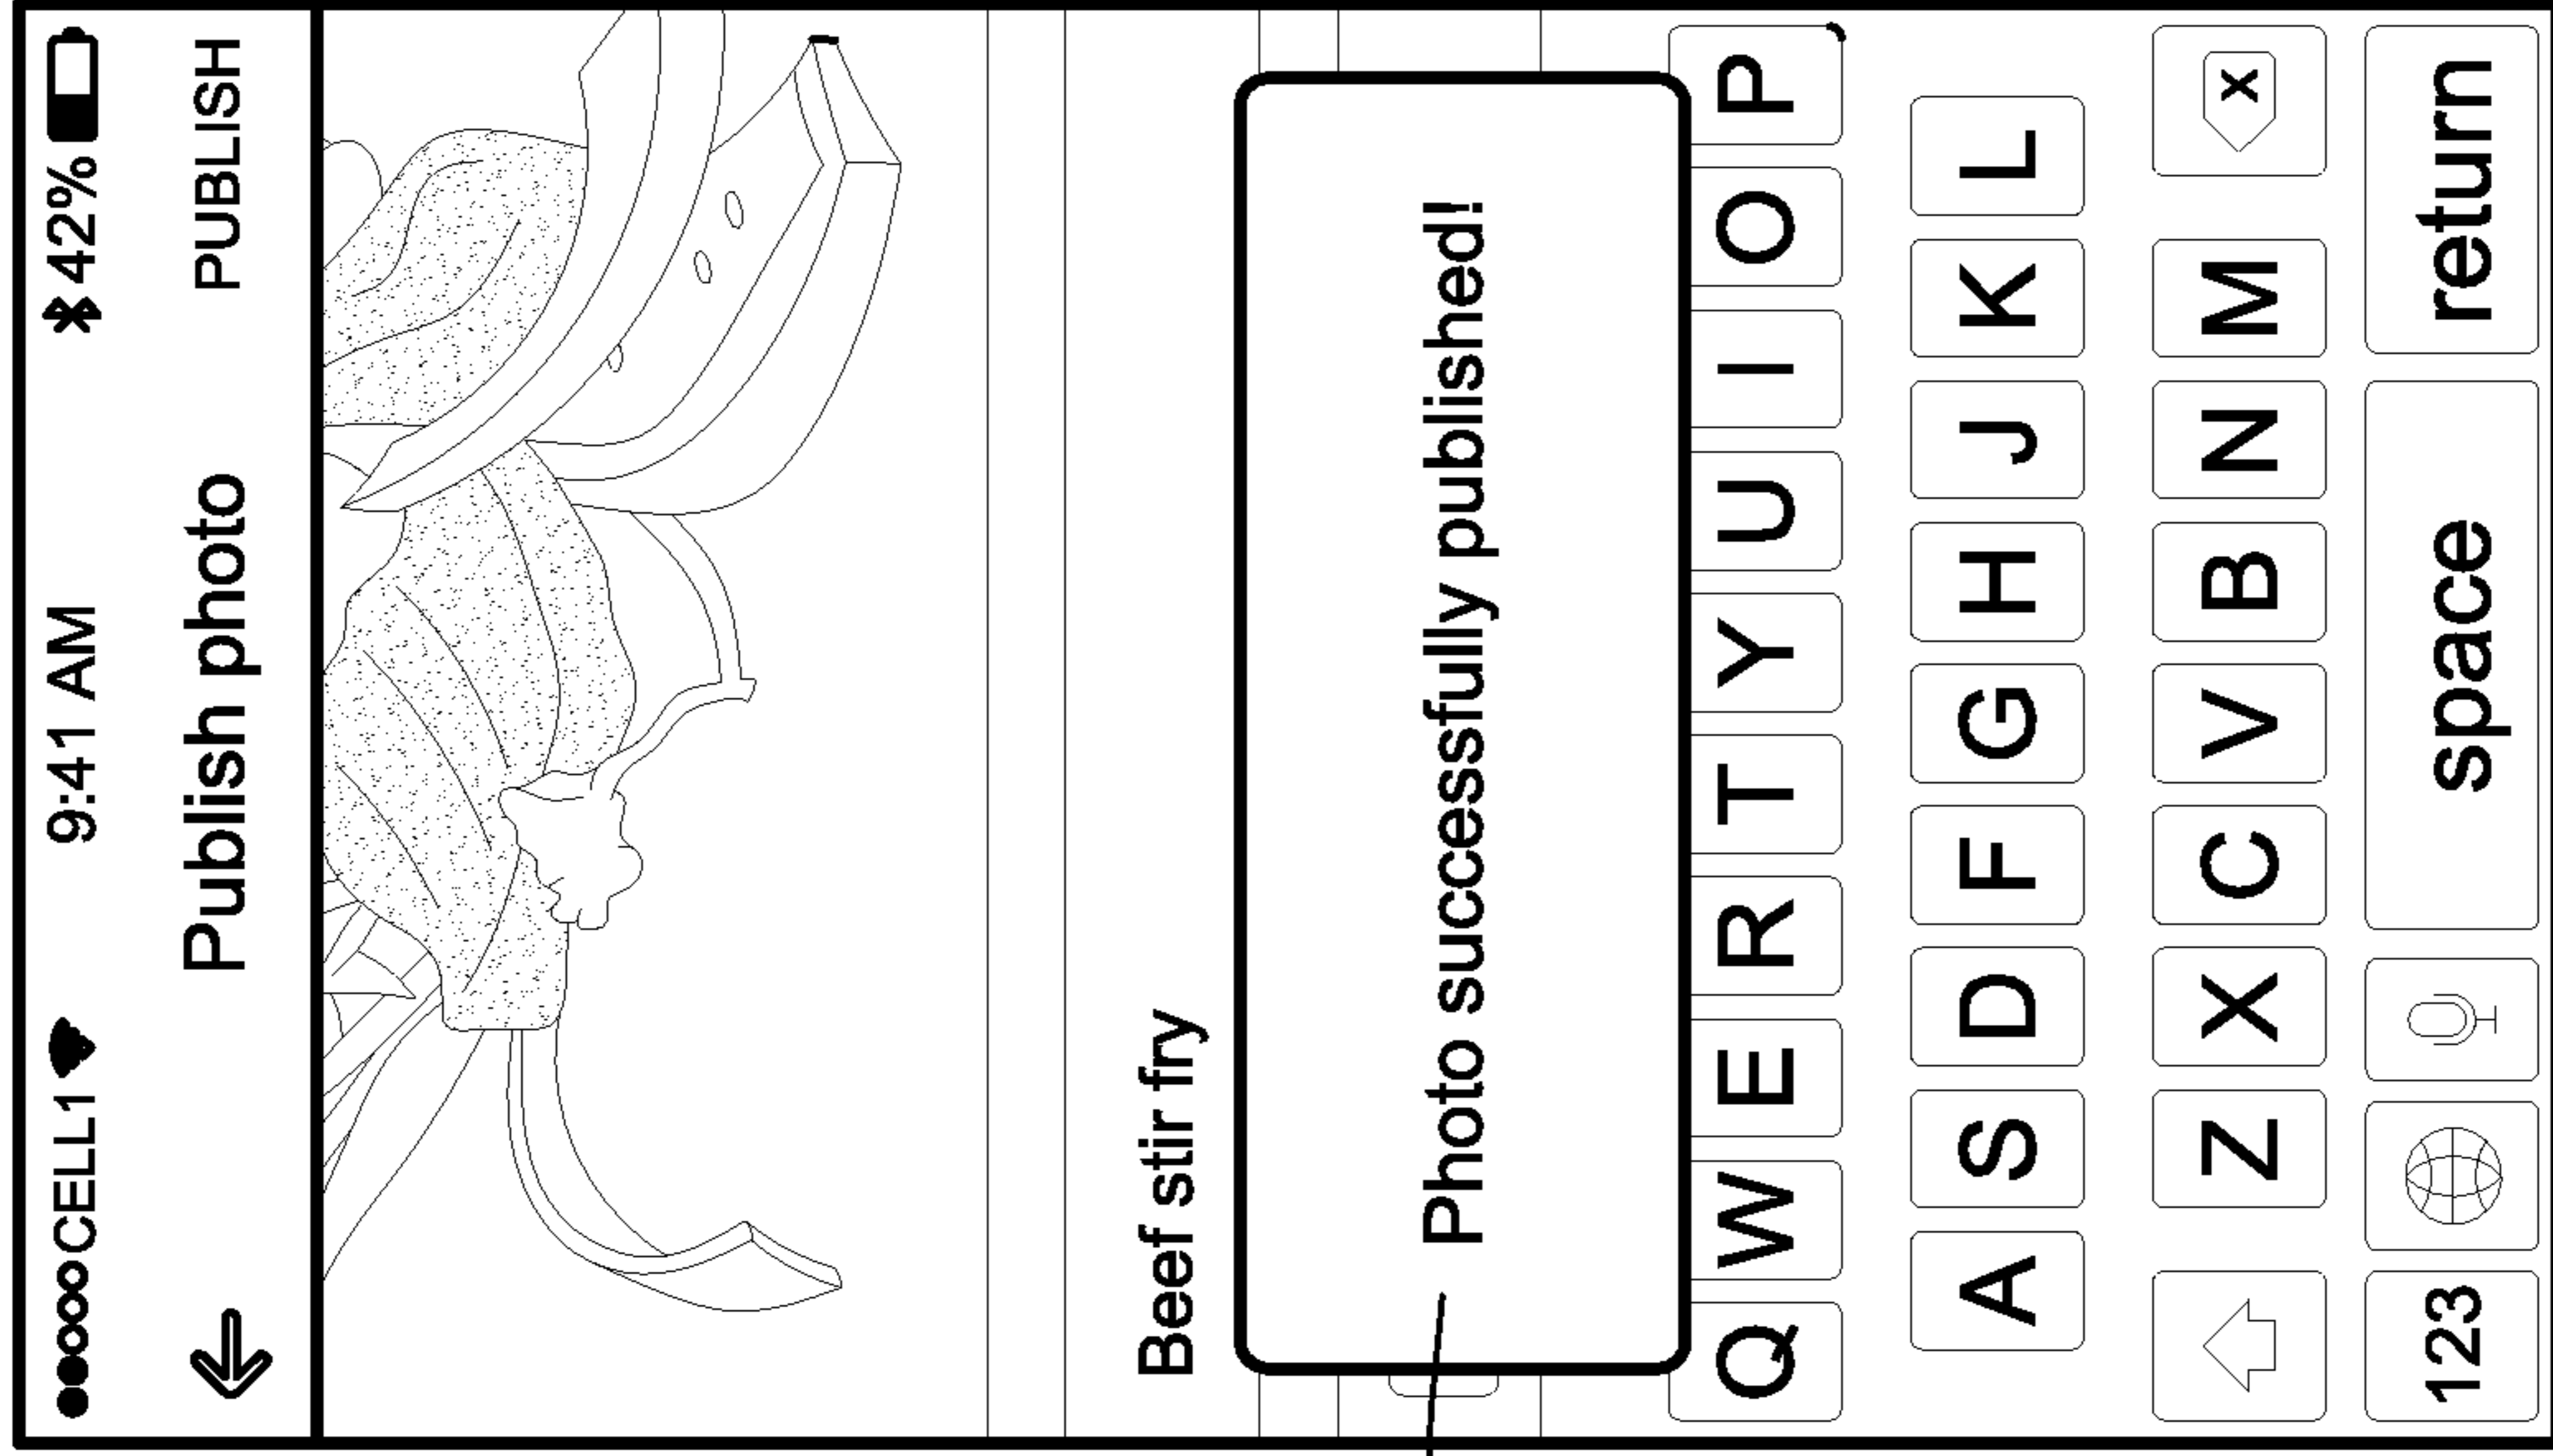 CELL1 9:41 AM 42%
Publish photo PUBLISH
Beef stir fry
Photo successfully published!
Q W E R T Y U I O P
A S D F G H J K L
Z X C V B N M X
123 space return